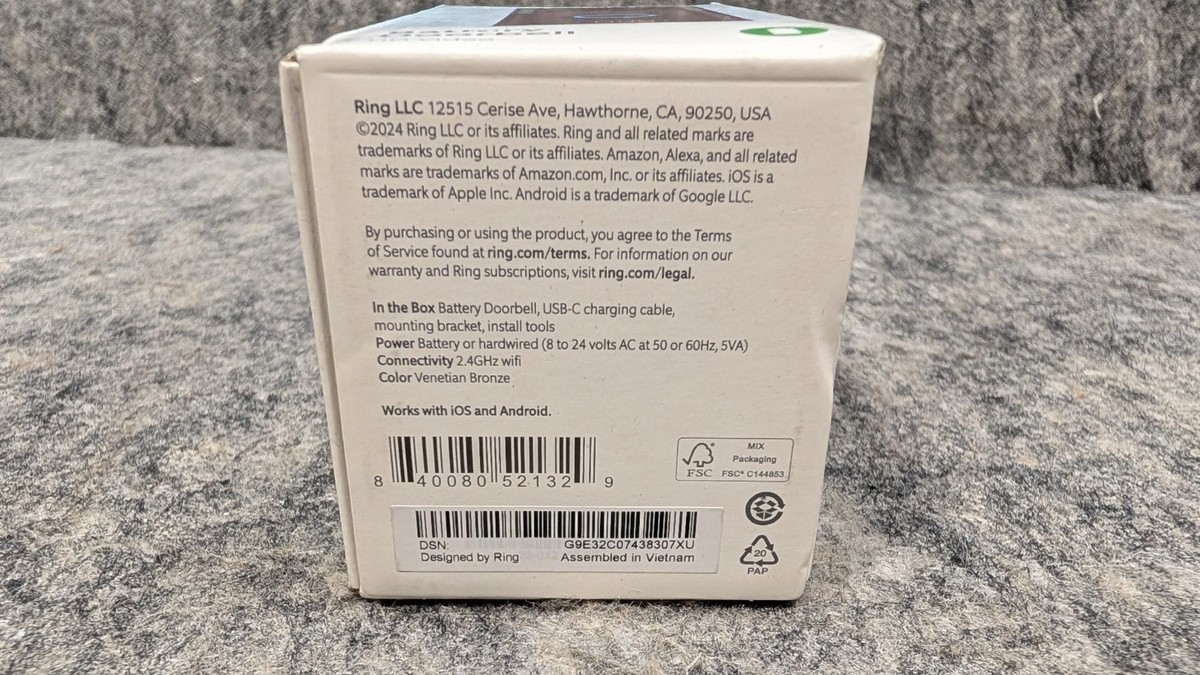 Ring LLC 12515 Cerise Ave, Hawthorne, CA, 90250, USA
©2024 Ring LLC or its affiliates. Ring and all related marks are
trademarks of Ring LLC or its affiliates. Amazon, Alexa, and all related
marks are trademarks of Amazon.com, Inc. or its affiliates. iOS is a
trademark of Apple Inc. Android is a trademark of Google LLC.
By purchasing or using the product, you agree to the Terms
of Service found at ring.com/terms. For information on our
warranty and Ring subscriptions, visit ring.com/legal.
In the Box Battery Doorbell, USB-C charging cable,
mounting bracket, install tools
Power Battery or hardwired (8 to 24 volts AC at 50 or 60Hz, 5VA)
Connectivity 2.4GHz wifi
Color Venetian Bronze
Works with iOS and Android.
8 40080 52132 9
FSC
MIX
Packaging
FSC® C144853
DSN: G9E32C07438307XU
Designed by Ring Assembled in Vietnam
20
PAP